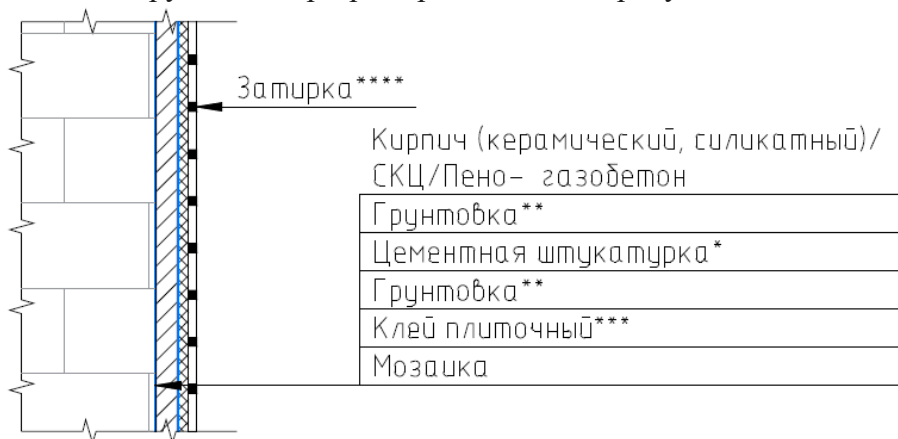 Затирка****
Кирпич (керамический, силикатный)/
СКЦ/Пено- газобетон
Грунтовка**
Цементная штукатурка*
Грунтовка**
Клей плиточный***
Мозаика